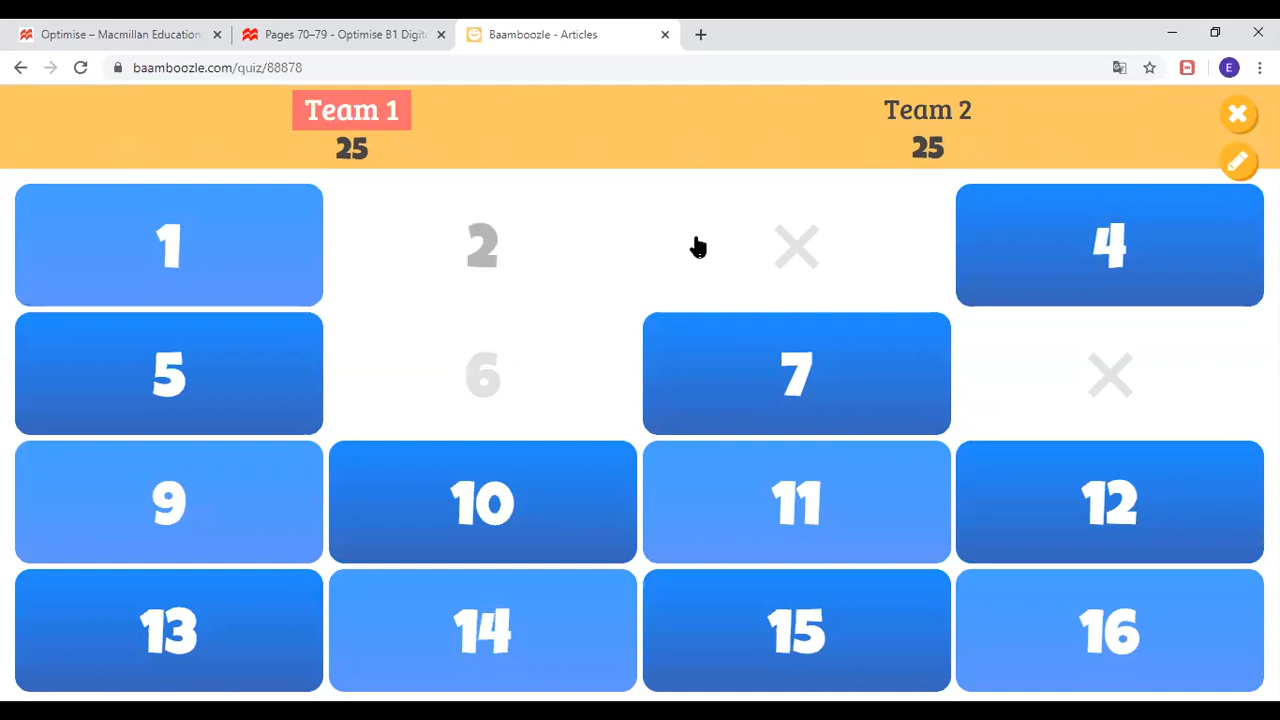 Optimise – Macmillan Education
Pages 70–79 - Optimise B1 Digit
Baamboozle - Articles
baamboozle.com/quiz/88878
E
Team 1
25
Team 2
25
1
2
4
5
6
7
9
10
11
12
13
14
15
16